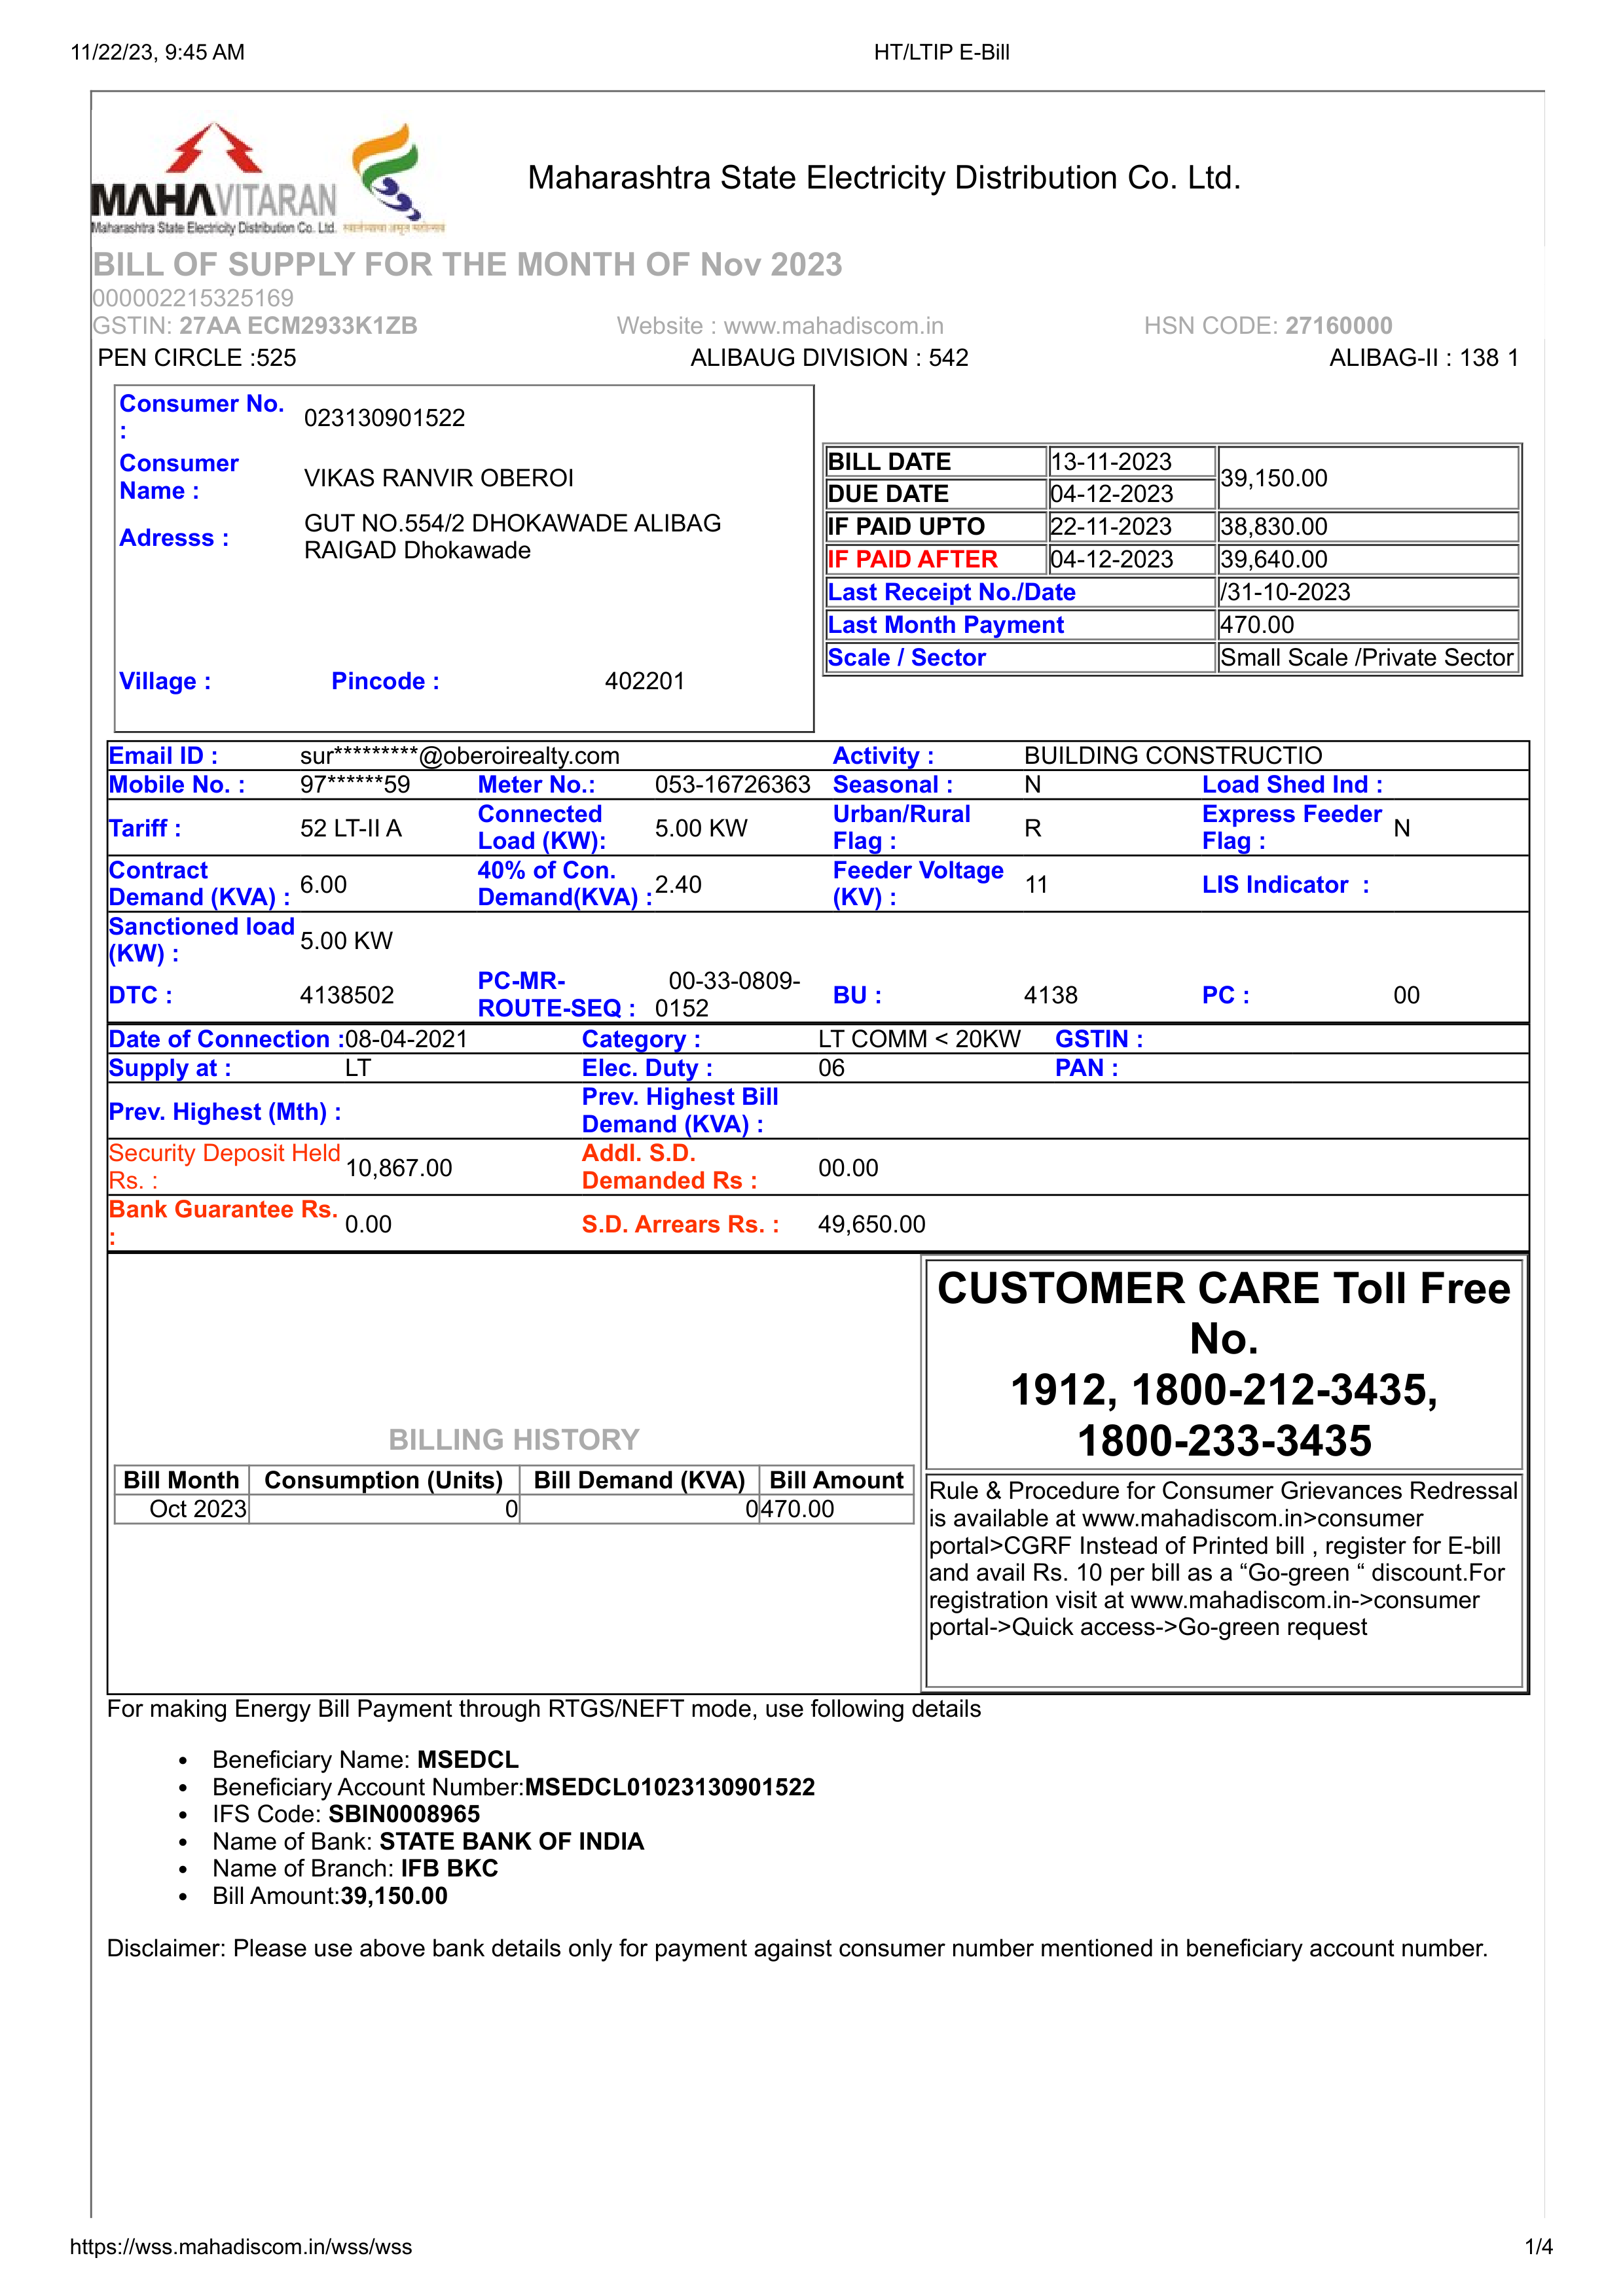 11/22/23, 9:45 AM HT/LTIP E-Bill
MAHAVITARAN
Maharashtra State Electricity Distribution Co. Ltd.
स्वातंत्र्याचा अमृत महोत्सव
Maharashtra State Electricity Distribution Co. Ltd.
BILL OF SUPPLY FOR THE MONTH OF Nov 2023
000002215325169
GSTIN: 27AA ECM2933K1ZB Website : www.mahadiscom.in HSN CODE: 27160000
PEN CIRCLE :525 ALIBAUG DIVISION : 542 ALIBAG-II : 138 1
Consumer No.
: 023130901522
Consumer
Name : VIKAS RANVIR OBEROI
Adresss : GUT NO.554/2 DHOKAWADE ALIBAG
RAIGAD Dhokawade
Village : Pincode : 402201
BILL DATE 13-11-2023 39,150.00
DUE DATE 04-12-2023
IF PAID UPTO 22-11-2023 38,830.00
IF PAID AFTER 04-12-2023 39,640.00
Last Receipt No./Date /31-10-2023
Last Month Payment 470.00
Scale / Sector Small Scale /Private Sector
Email ID : sur*********@oberoirealty.com Activity : BUILDING CONSTRUCTIO
Mobile No. : 97******59 Meter No.: 053-16726363 Seasonal : N Load Shed Ind :
Tariff : 52 LT-II A Connected
Load (KW): 5.00 KW Urban/Rural
Flag : R Express Feeder
Flag : N
Contract
Demand (KVA) : 6.00 40% of Con.
Demand(KVA) : 2.40 Feeder Voltage
(KV) : 11 LIS Indicator :
Sanctioned load
(KW) : 5.00 KW
DTC : 4138502 PC-MR-
ROUTE-SEQ : 00-33-0809-
0152 BU : 4138 PC : 00
Date of Connection :08-04-2021 Category : LT COMM < 20KW GSTIN :
Supply at : LT Elec. Duty : 06 PAN :
Prev. Highest (Mth) : Prev. Highest Bill
Demand (KVA) :
Security Deposit Held
Rs. : 10,867.00 Addl. S.D.
Demanded Rs : 00.00
Bank Guarantee Rs.
: 0.00 S.D. Arrears Rs. : 49,650.00
BILLING HISTORY
Bill Month Consumption (Units) Bill Demand (KVA) Bill Amount
Oct 2023 0 0 470.00
CUSTOMER CARE Toll Free
No.
1912, 1800-212-3435,
1800-233-3435
Rule & Procedure for Consumer Grievances Redressal
is available at www.mahadiscom.in>consumer
portal>CGRF Instead of Printed bill , register for E-bill
and avail Rs. 10 per bill as a “Go-green “ discount.For
registration visit at www.mahadiscom.in->consumer
portal->Quick access->Go-green request
For making Energy Bill Payment through RTGS/NEFT mode, use following details
• Beneficiary Name: MSEDCL
• Beneficiary Account Number:MSEDCL01023130901522
• IFS Code: SBIN0008965
• Name of Bank: STATE BANK OF INDIA
• Name of Branch: IFB BKC
• Bill Amount:39,150.00
Disclaimer: Please use above bank details only for payment against consumer number mentioned in beneficiary account number.
https://wss.mahadiscom.in/wss/wss 1/4